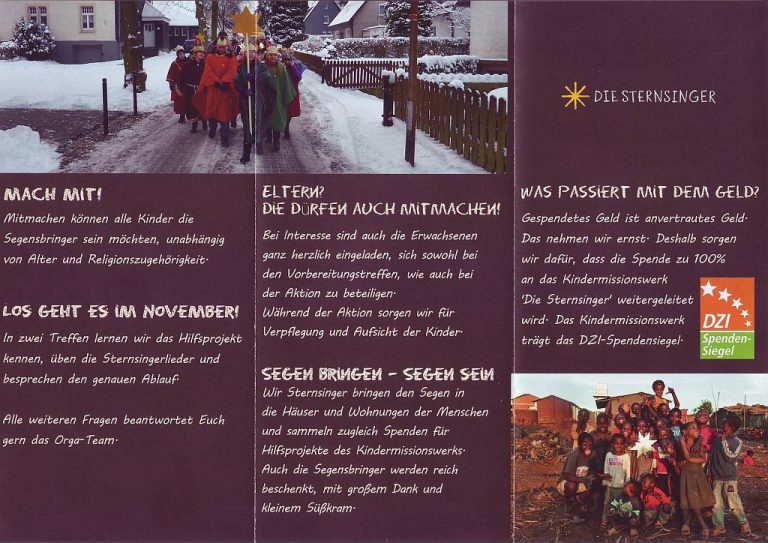 MACH MIT!
Mitmachen können alle Kinder die
Segensbringer sein möchten, unabhängig
von Alter und Religionszugehörigkeit.
LOS GEHT ES IM NOVEMBER!
In zwei Treffen lernen wir das Hilfsprojekt
kennen, üben die Sternsingerlieder und
besprechen den genauen Ablauf.
Alle weiteren Fragen beantwortet Euch
gern das Orga-Team.
ELTERN?
DIE DÜRFEN AUCH MITMACHEN!
Bei Interesse sind auch die Erwachsenen
ganz herzlich eingeladen, sich sowohl bei
den Vorbereitungstreffen, wie auch bei
der Aktion zu beteiligen.
Während der Aktion sorgen wir für
Verpflegung und Aufsicht der Kinder.
SEGEN BRINGEN - SEGEN SEIN
Wir Sternsinger bringen den Segen in
die Häuser und Wohnungen der Menschen
und sammeln zugleich Spenden für
Hilfsprojekte des Kindermissionswerks.
Auch die Segensbringer werden reich
beschenkt, mit großem Dank und
kleinem Süßkram.
DIE STERNSINGER
WAS PASSIERT MIT DEM GELD?
Gespendetes Geld ist anvertrautes Geld.
Das nehmen wir ernst. Deshalb sorgen
wir dafür, dass die Spende zu 100%
an das Kindermissionswerk
'Die Sternsinger' weitergeleitet
wird. Das Kindermissionswerk
trägt das DZI-Spendensiegel.
DZI
Spenden-
Siegel